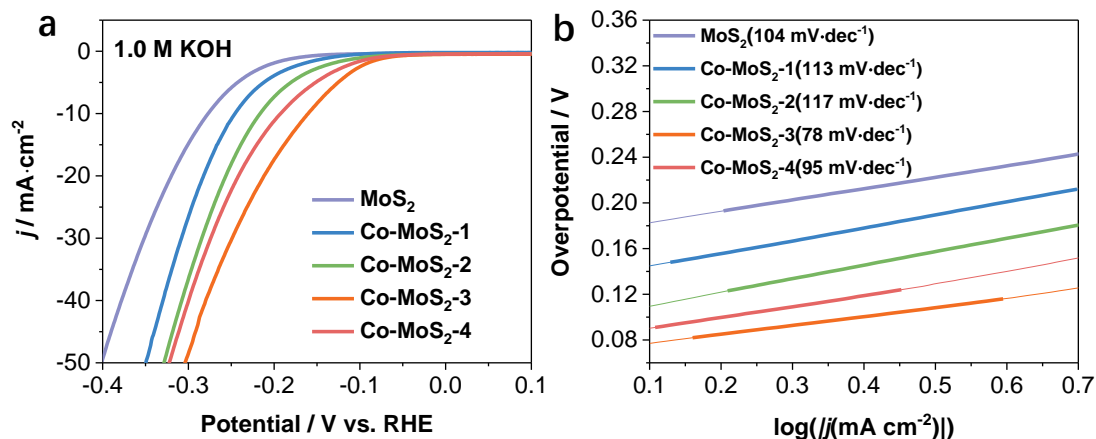 a
1.0 M KOH
0
-10
-20
-30
-40
-50
j / mA·cm⁻²
MoS₂
Co-MoS₂-1
Co-MoS₂-2
Co-MoS₂-3
Co-MoS₂-4
-0.4 -0.3 -0.2 -0.1 0.0 0.1
Potential / V vs. RHE
b
0.36
0.32
0.28
0.24
0.20
0.16
0.12
0.08
Overpotential / V
MoS₂(104 mV·dec⁻¹)
Co-MoS₂-1(113 mV·dec⁻¹)
Co-MoS₂-2(117 mV·dec⁻¹)
Co-MoS₂-3(78 mV·dec⁻¹)
Co-MoS₂-4(95 mV·dec⁻¹)
0.1 0.2 0.3 0.4 0.5 0.6 0.7
log(|j(mA cm⁻²)|)